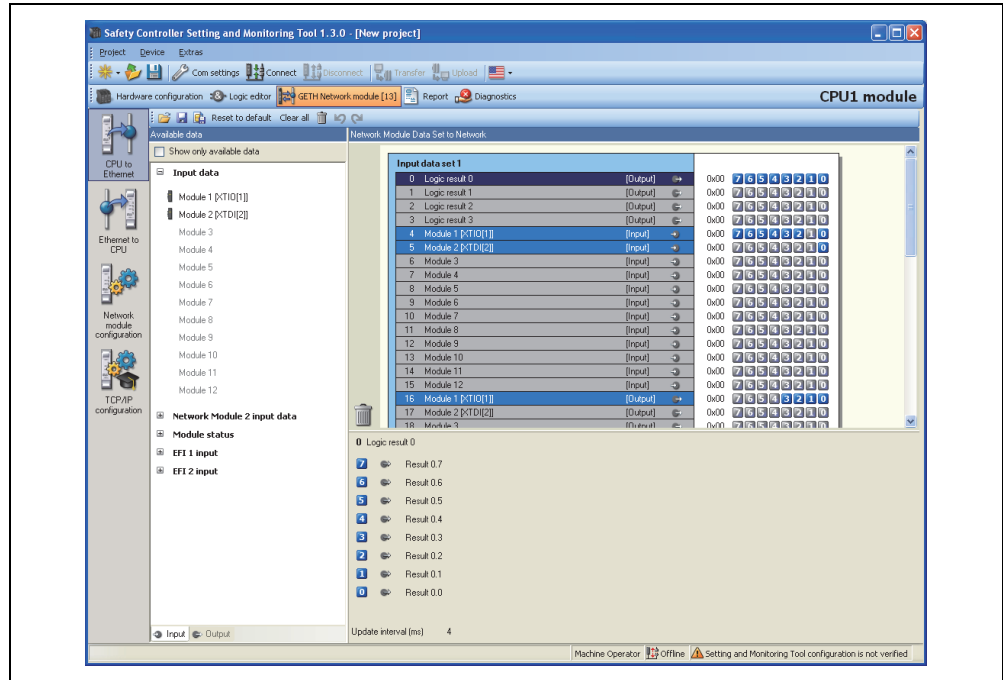 Safety Controller Setting and Monitoring Tool 1.3.0 - [New project]
Project Device Extras
Com settings Connect Disconnect Transfer Upload
Hardware configuration Logic editor GETH Network module [13] Report Diagnostics CPU1 module
Reset to default Clear all
Available data
Show only available data
Input data
Module 1 [XTIO[1]]
Module 2 [XTDI[2]]
Module 3
Module 4
Module 5
Module 6
Module 7
Module 8
Module 9
Module 10
Module 11
Module 12
Network Module 2 input data
Module status
EFI 1 input
EFI 2 input
Input Output
CPU to
Ethernet
Ethernet to
CPU
Network
module
configuration
TCP/IP
configuration
Network Module Data Set to Network
Input data set 1
0 Logic result 0 [Output] 0x00 7 6 5 4 3 2 1 0
1 Logic result 1 [Output] 0x00 7 6 5 4 3 2 1 0
2 Logic result 2 [Output] 0x00 7 6 5 4 3 2 1 0
3 Logic result 3 [Output] 0x00 7 6 5 4 3 2 1 0
4 Module 1 [XTIO[1]] [Input] 0x00 7 6 5 4 3 2 1 0
5 Module 2 [XTDI[2]] [Input] 0x00 7 6 5 4 3 2 1 0
6 Module 3 [Input] 0x00 7 6 5 4 3 2 1 0
7 Module 4 [Input] 0x00 7 6 5 4 3 2 1 0
8 Module 5 [Input] 0x00 7 6 5 4 3 2 1 0
9 Module 6 [Input] 0x00 7 6 5 4 3 2 1 0
10 Module 7 [Input] 0x00 7 6 5 4 3 2 1 0
11 Module 8 [Input] 0x00 7 6 5 4 3 2 1 0
12 Module 9 [Input] 0x00 7 6 5 4 3 2 1 0
13 Module 10 [Input] 0x00 7 6 5 4 3 2 1 0
14 Module 11 [Input] 0x00 7 6 5 4 3 2 1 0
15 Module 12 [Input] 0x00 7 6 5 4 3 2 1 0
16 Module 1 [XTIO[1]] [Output] 0x00 7 6 5 4 3 2 1 0
17 Module 2 [XTDI[2]] [Output] 0x00 7 6 5 4 3 2 1 0
18 Module 3 [Output] 0x00 7 6 5 4 3 2 1 0
0 Logic result 0
7 Result 0.7
6 Result 0.6
5 Result 0.5
4 Result 0.4
3 Result 0.3
2 Result 0.2
1 Result 0.1
0 Result 0.0
Update interval (ms) 4
Machine Operator Offline Setting and Monitoring Tool configuration is not verified